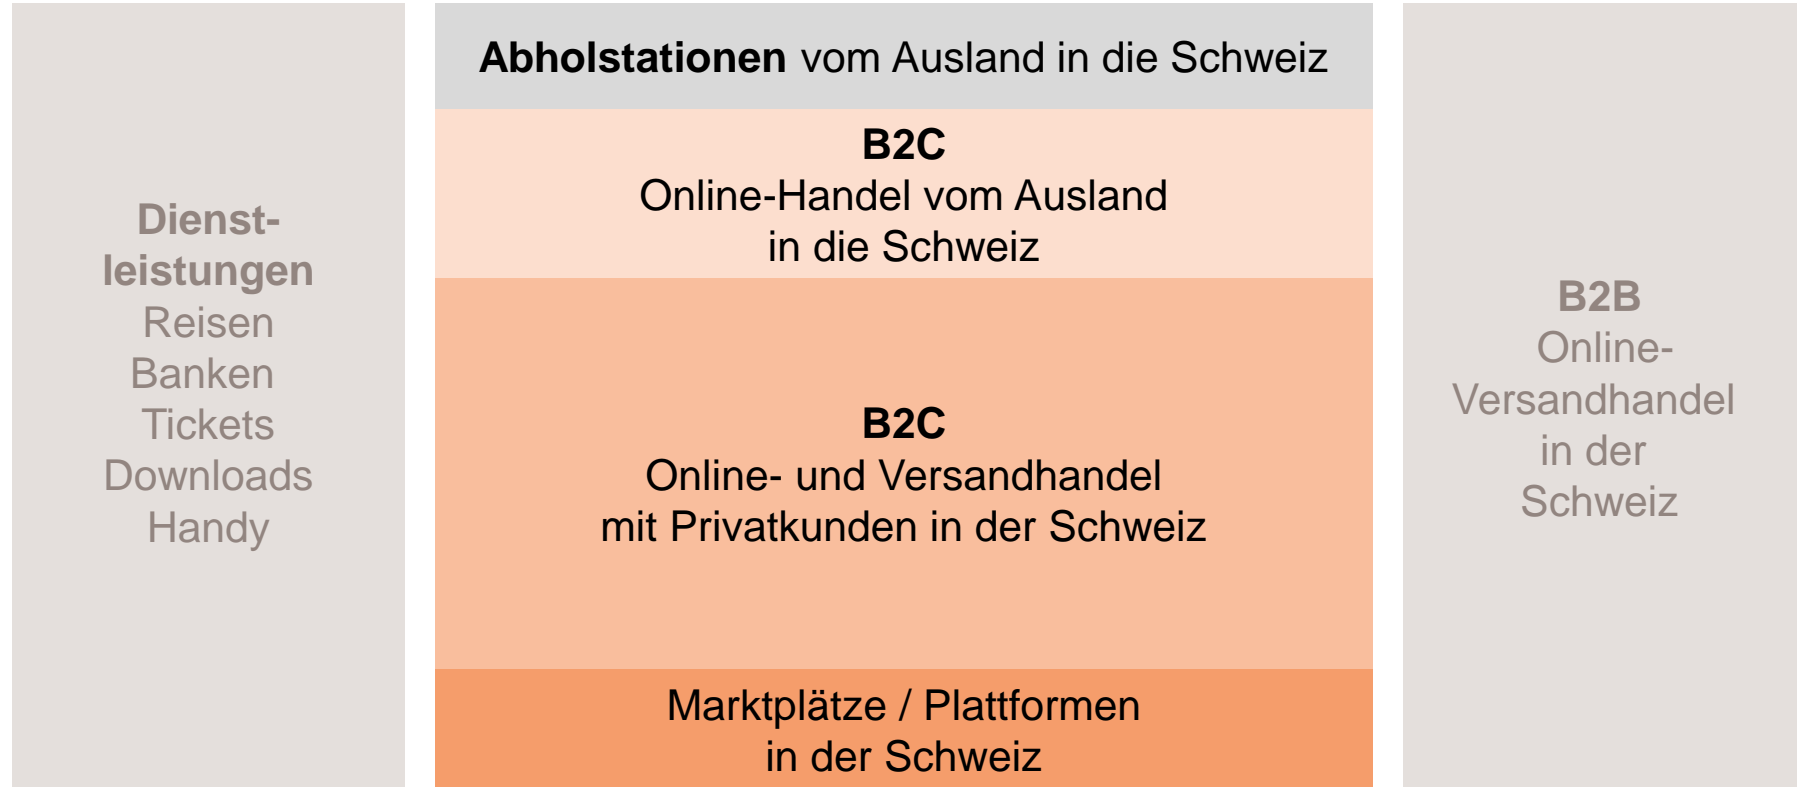 Dienst-
leistungen
Reisen
Banken
Tickets
Downloads
Handy
Abholstationen vom Ausland in die Schweiz
B2C
Online-Handel vom Ausland
in die Schweiz
B2C
Online- und Versandhandel
mit Privatkunden in der Schweiz
Marktplätze / Plattformen
in der Schweiz
B2B
Online-
Versandhandel
in der
Schweiz